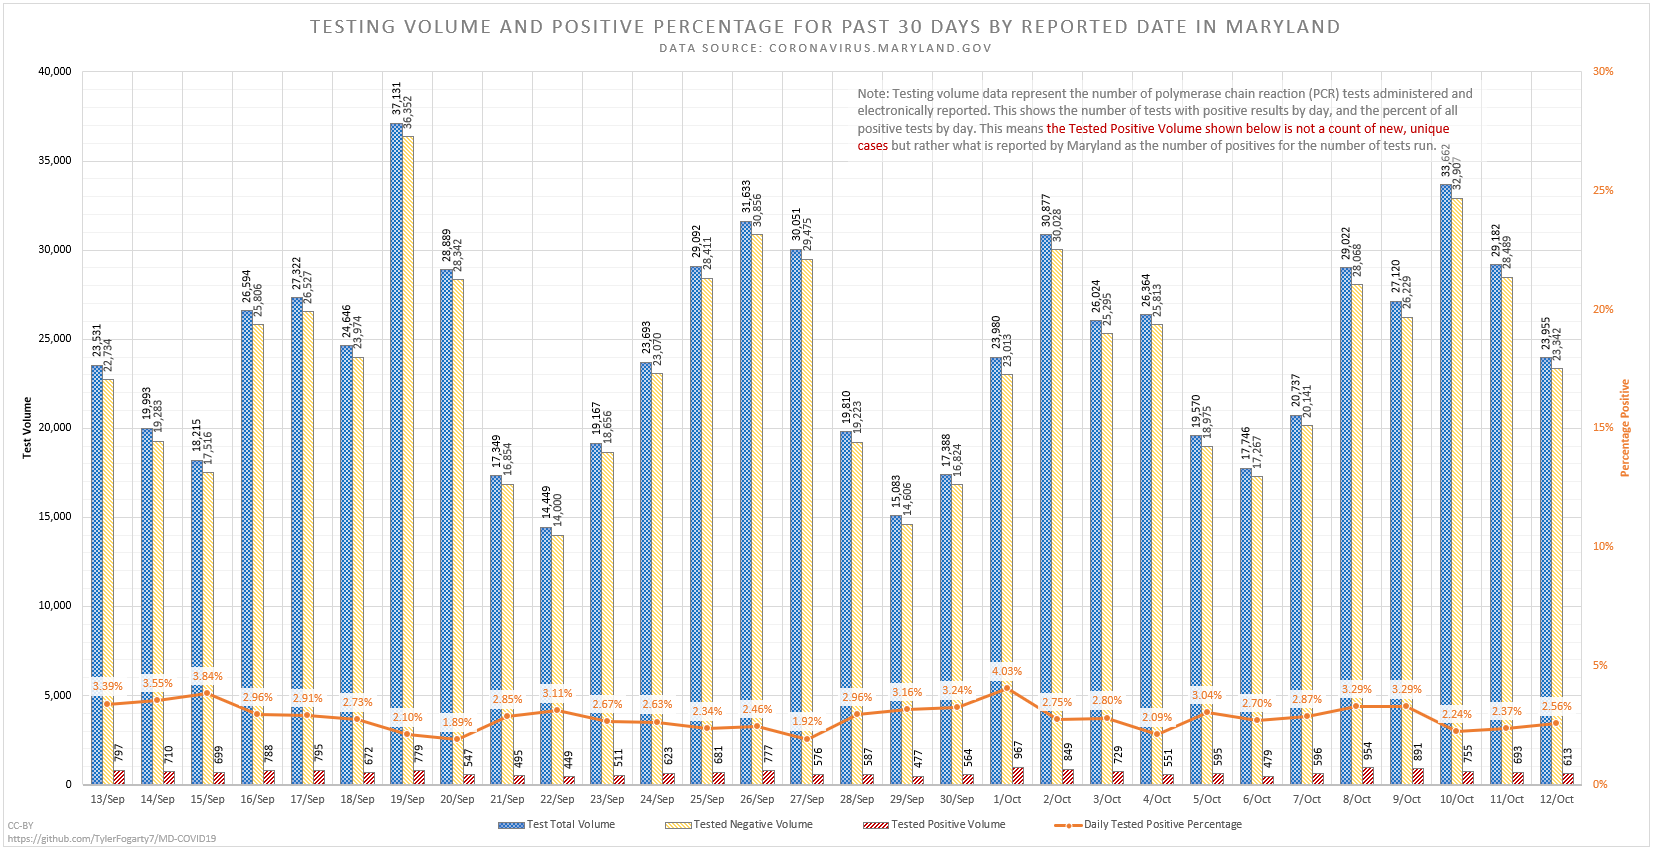 TESTING VOLUME AND POSITIVE PERCENTAGE FOR PAST 30 DAYS BY REPORTED DATE IN MARYLAND
DATA SOURCE: CORONAVIRUS.MARYLAND.GOV
Note: Testing volume data represent the number of polymerase chain reaction (PCR) tests administered and
electronically reported. This shows the number of tests with positive results by day, and the percent of all
positive tests by day. This means the Tested Positive Volume shown below is not a count of new, unique
cases but rather what is reported by Maryland as the number of positives for the number of tests run.
Test Volume
40,000
35,000
30,000
25,000
20,000
15,000
10,000
5,000
0
Percentage Positive
30%
25%
20%
15%
10%
5%
0%
23,531 22,734 3.39% 797
19,993 19,283 3.55% 710
18,215 17,516 3.84% 699
26,594 25,806 2.96% 788
27,322 26,527 2.91% 795
24,646 23,974 2.73% 672
37,131 36,352 2.10% 779
28,889 28,342 1.89% 547
17,349 16,854 2.85% 495
14,449 14,000 3.11% 449
19,167 18,656 2.67% 511
23,693 23,070 2.63% 623
29,092 28,411 2.34% 681
31,633 30,856 2.46% 777
30,051 29,475 1.92% 576
19,810 19,223 2.96% 587
15,083 14,606 3.16% 477
17,388 16,824 3.24% 564
23,980 23,013 4.03% 967
30,877 30,028 2.75% 849
26,024 25,295 2.80% 729
26,364 25,813 2.09% 551
19,570 18,975 3.04% 595
17,746 17,267 2.70% 479
20,737 20,141 2.87% 596
29,022 28,068 3.29% 954
27,120 26,229 3.29% 891
33,662 32,907 2.24% 755
29,182 28,489 2.37% 693
23,955 23,342 2.56% 613
13/Sep 14/Sep 15/Sep 16/Sep 17/Sep 18/Sep 19/Sep 20/Sep 21/Sep 22/Sep 23/Sep 24/Sep 25/Sep 26/Sep 27/Sep 28/Sep 29/Sep 30/Sep 1/Oct 2/Oct 3/Oct 4/Oct 5/Oct 6/Oct 7/Oct 8/Oct 9/Oct 10/Oct 11/Oct 12/Oct
Test Total Volume Tested Negative Volume Tested Positive Volume Daily Tested Positive Percentage
CC-BY
https://github.com/TylerFogarty7/MD-COVID19